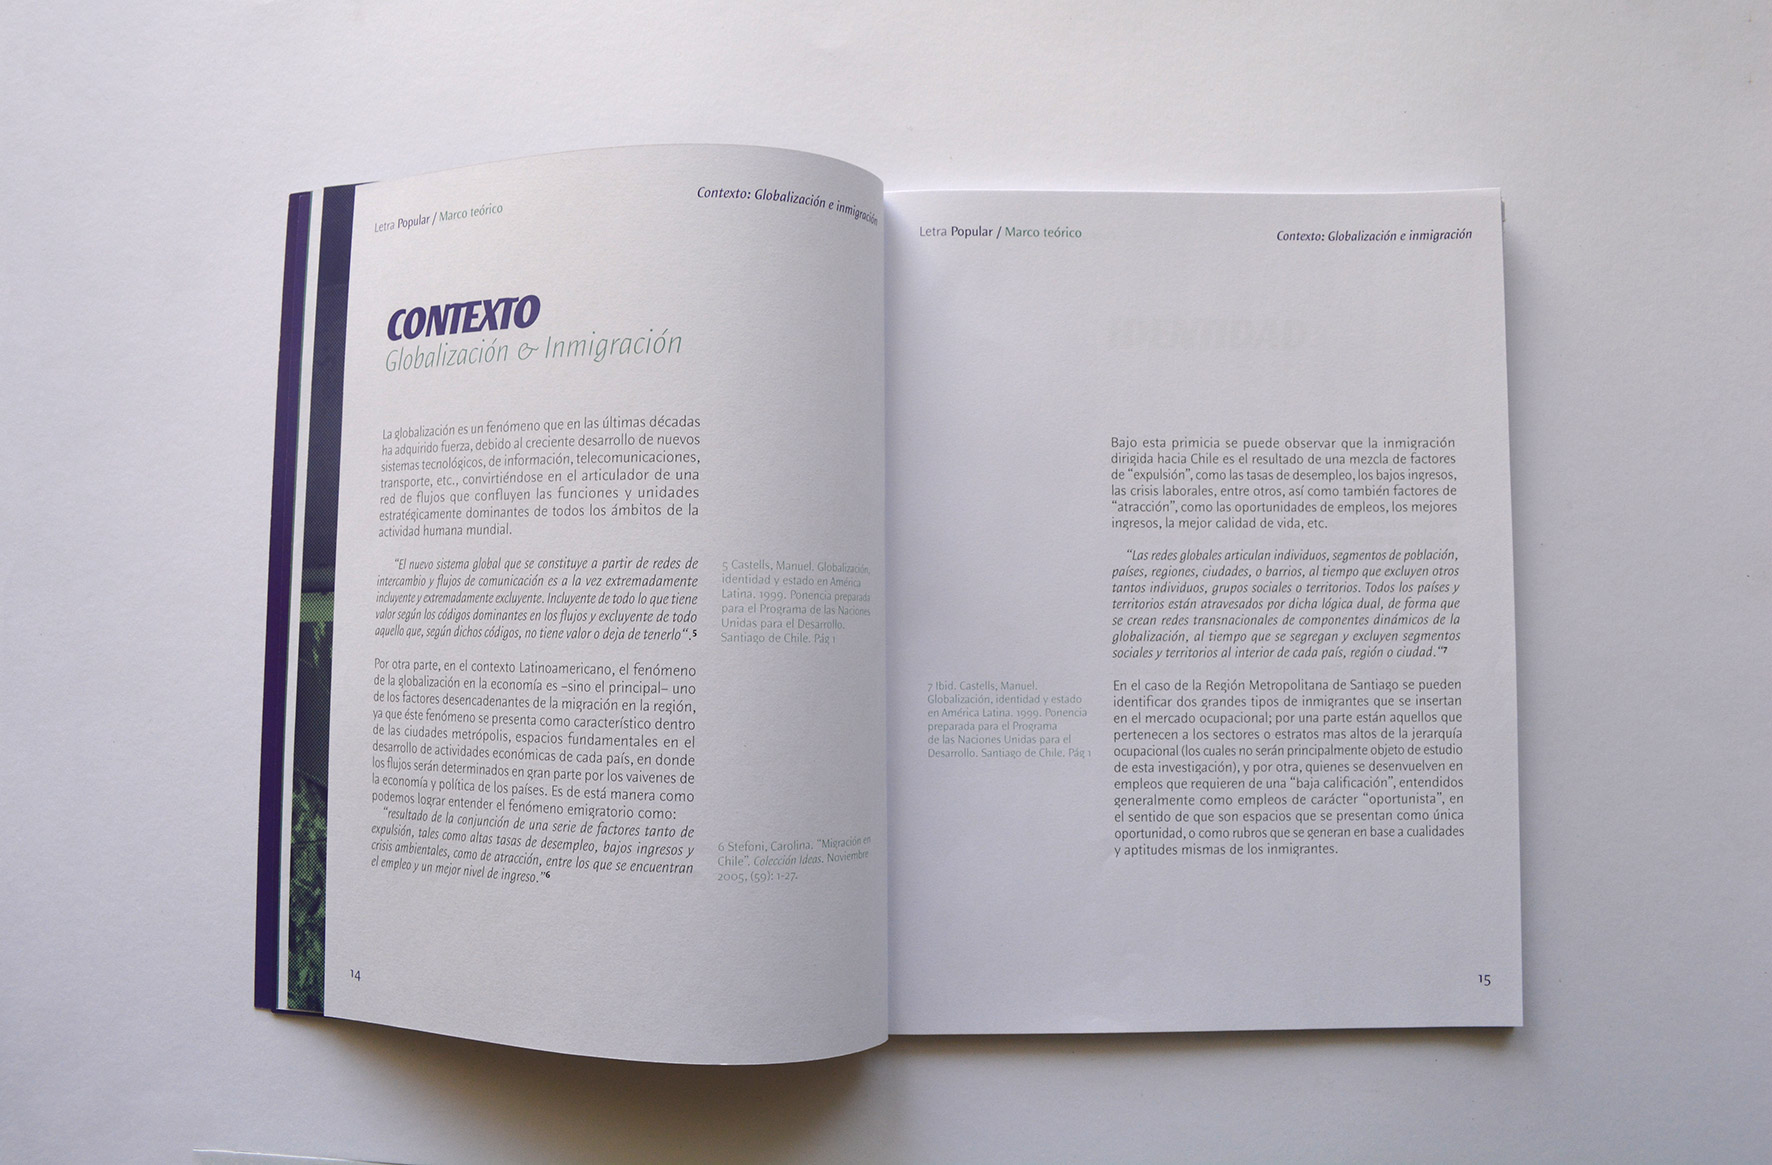 Letra Popular / Marco teórico
Contexto: Globalización e inmigración
CONTEXTO
Globalización & Inmigración
La globalización es un fenómeno que en las últimas décadas
ha adquirido fuerza, debido al creciente desarrollo de nuevos
sistemas tecnológicos, de información, telecomunicaciones,
transporte, etc., convirtiéndose en el articulador de una
red de flujos que confluyen las funciones y unidades
estratégicamente dominantes de todos los ámbitos de la
actividad humana mundial.
“El nuevo sistema global que se constituye a partir de redes de
intercambio y flujos de comunicación es a la vez extremadamente
incluyente y extremadamente excluyente. Incluyente de todo lo que tiene
valor según los códigos dominantes en los flujos y excluyente de todo
aquello que, según dichos códigos, no tiene valor o deja de tenerlo“.5
Por otra parte, en el contexto Latinoamericano, el fenómeno
de la globalización en la economía es –sino el principal– uno
de los factores desencadenantes de la migración en la región,
ya que éste fenómeno se presenta como característico dentro
de las ciudades metrópolis, espacios fundamentales en el
desarrollo de actividades económicas de cada país, en donde
los flujos serán determinados en gran parte por los vaivenes de
la economía y política de los países. Es de está manera como
podemos lograr entender el fenómeno emigratorio como:
“resultado de la conjunción de una serie de factores tanto de
expulsión, tales como altas tasas de desempleo, bajos ingresos y
crisis ambientales, como de atracción, entre los que se encuentran
el empleo y un mejor nivel de ingreso.”6
5 Castells, Manuel. Globalización,
identidad y estado en América
Latina. 1999. Ponencia preparada
para el Programa de las Naciones
Unidas para el Desarrollo.
Santiago de Chile. Pág 1
6 Stefoni, Carolina. “Migración en
Chile”. Colección Ideas. Noviembre
2005, (59): 1-27.
14
Letra Popular / Marco teórico
Contexto: Globalización e inmigración
Bajo esta primicia se puede observar que la inmigración
dirigida hacia Chile es el resultado de una mezcla de factores
de “expulsión”, como las tasas de desempleo, los bajos ingresos,
las crisis laborales, entre otros, así como también factores de
“atracción”, como las oportunidades de empleos, los mejores
ingresos, la mejor calidad de vida, etc.
“Las redes globales articulan individuos, segmentos de población,
países, regiones, ciudades, o barrios, al tiempo que excluyen otros
tantos individuos, grupos sociales o territorios. Todos los países y
territorios están atravesados por dicha lógica dual, de forma que
se crean redes transnacionales de componentes dinámicos de la
globalización, al tiempo que se segregan y excluyen segmentos
sociales y territorios al interior de cada país, región o ciudad.“7
7 Ibid. Castells, Manuel.
Globalización, identidad y estado
en América Latina. 1999. Ponencia
preparada para el Programa
de las Naciones Unidas para el
Desarrollo. Santiago de Chile. Pág 1
En el caso de la Región Metropolitana de Santiago se pueden
identificar dos grandes tipos de inmigrantes que se insertan
en el mercado ocupacional; por una parte están aquellos que
pertenecen a los sectores o estratos mas altos de la jerarquía
ocupacional (los cuales no serán principalmente objeto de estudio
de esta investigación), y por otra, quienes se desenvuelven en
empleos que requieren de una “baja calificación”, entendidos
generalmente como empleos de carácter “oportunista”, en
el sentido de que son espacios que se presentan como única
oportunidad, o como rubros que se generan en base a cualidades
y aptitudes mismas de los inmigrantes.
15